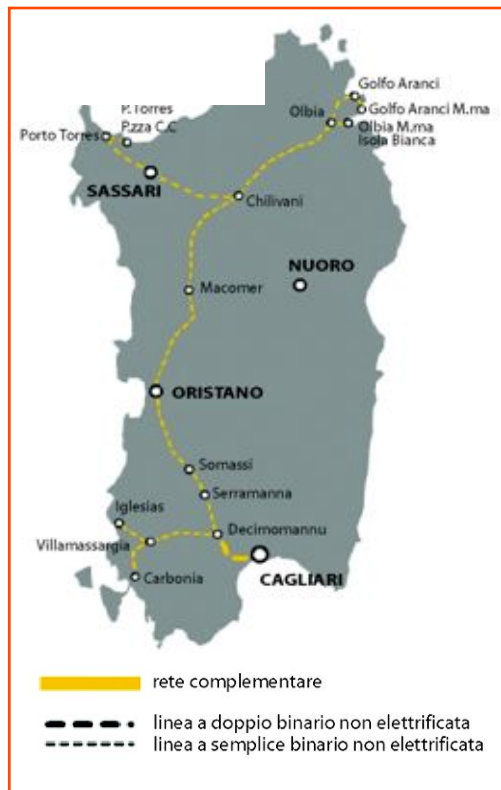 Golfo Aranci
P. Torres
Olbia
Golfo Aranci M.ma
Porto Torres
P.zza C.C
Olbia M.ma
Isola Bianca
SASSARI
Chilivani
NUORO
Macomer
ORISTANO
Somassi
Serramanna
Iglesias
Decimomannu
Villamassargia
Carbonia
CAGLIARI
rete complementare
linea a doppio binario non elettrificata
linea a semplice binario non elettrificata